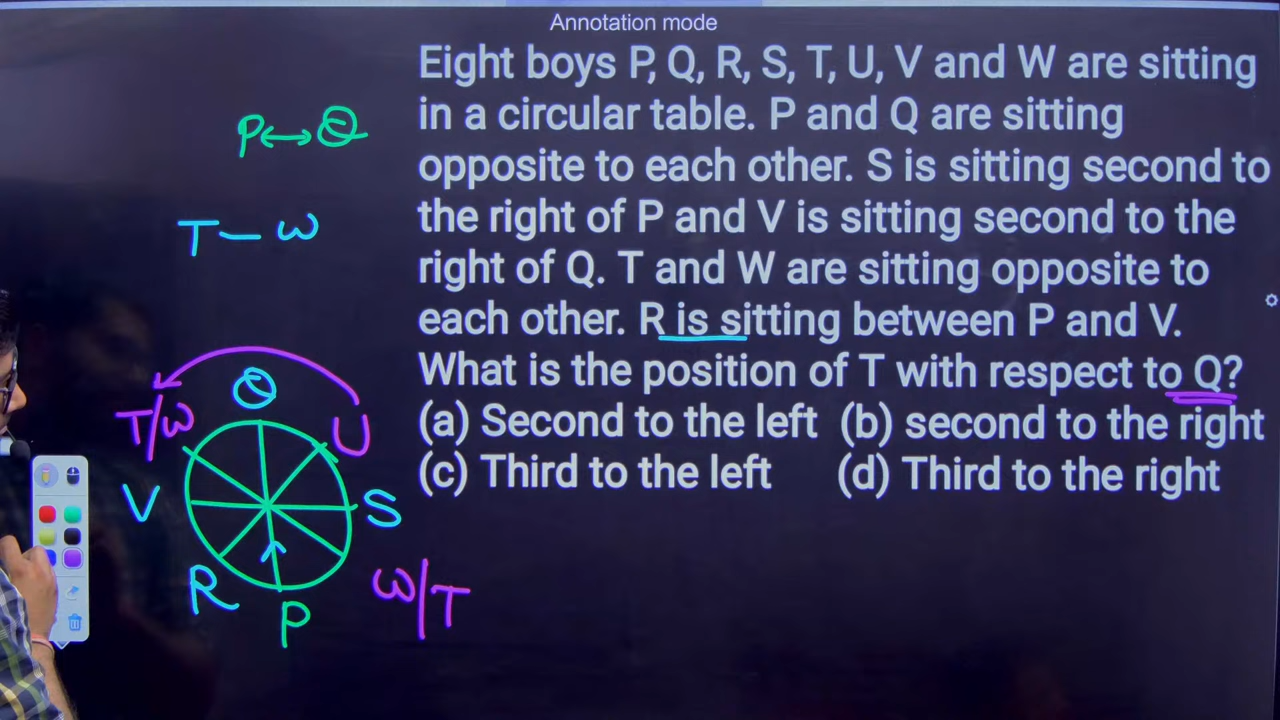 Annotation mode
Eight boys P, Q, R, S, T, U, V and W are sitting
in a circular table. P and Q are sitting
opposite to each other. S is sitting second to
the right of P and V is sitting second to the
right of Q. T and W are sitting opposite to
each other. R is sitting between P and V.
What is the position of T with respect to Q?
(a) Second to the left (b) second to the right
(c) Third to the left (d) Third to the right
P↔Q
T–W
Q
T/W
U
V
S
R
P
W/T